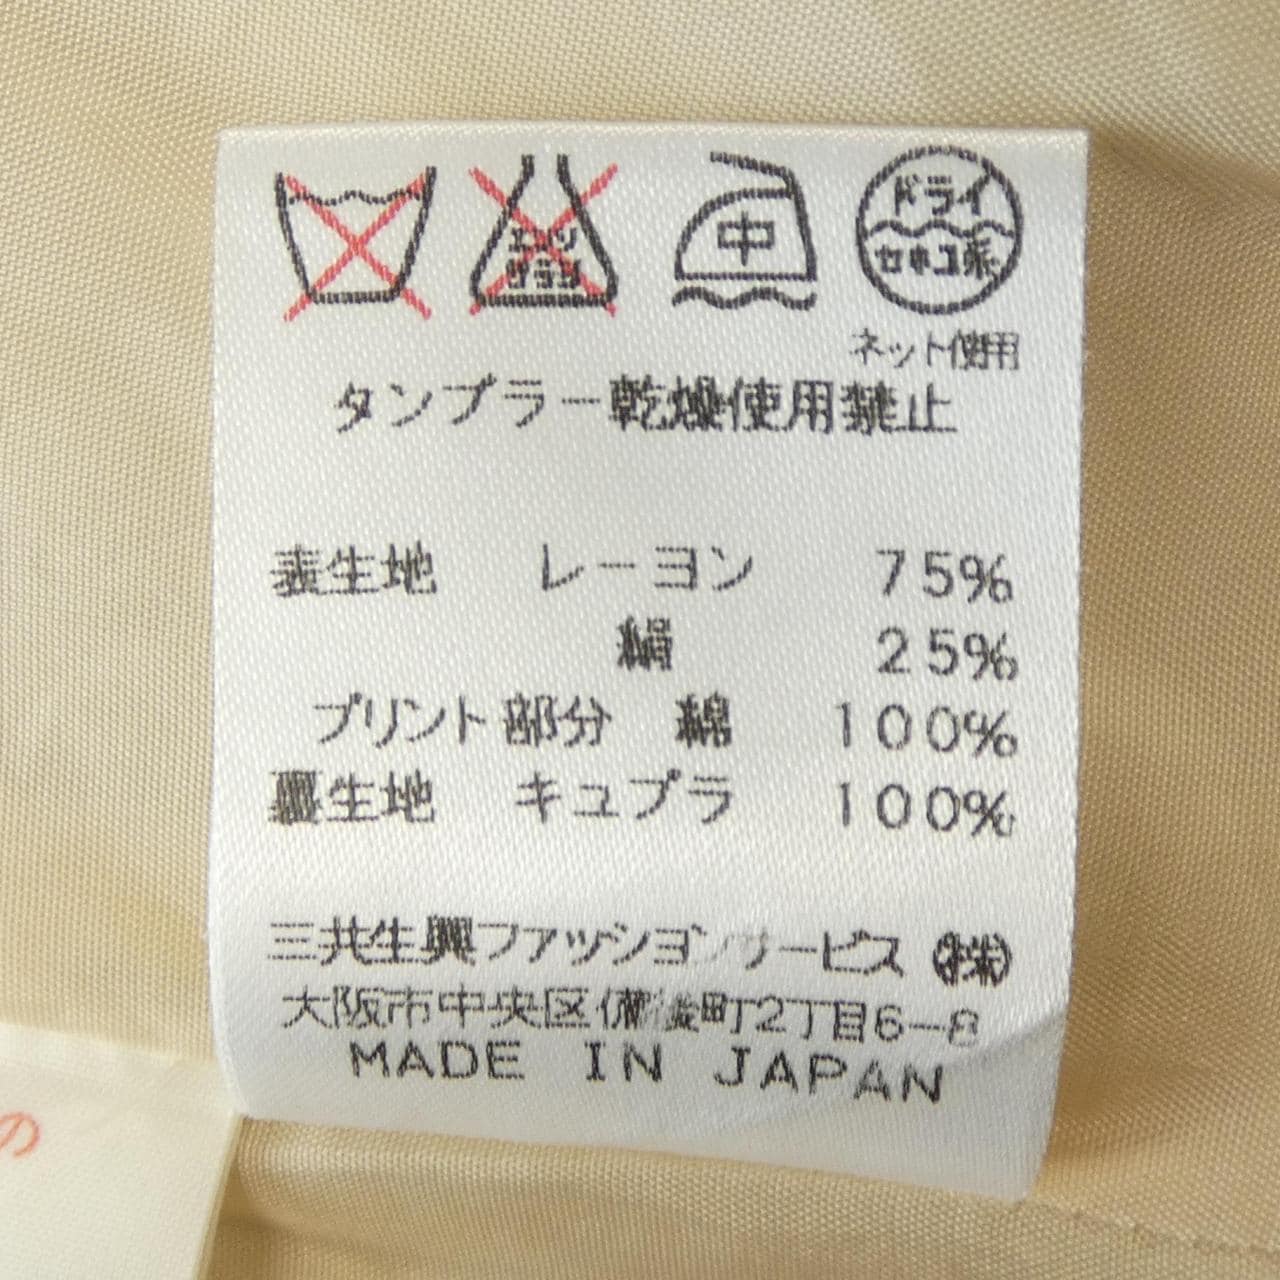 エンソ
サラシ
中
ドライ
セキユ系
ネット使用
タンブラー乾燥使用禁止
表生地 レーヨン 75%
絹 25%
プリント部分 綿 100%
裏生地 キュプラ 100%
三共生興ファッションサービス㈱
大阪市中央区備後町2丁目6-8
MADE IN JAPAN
の